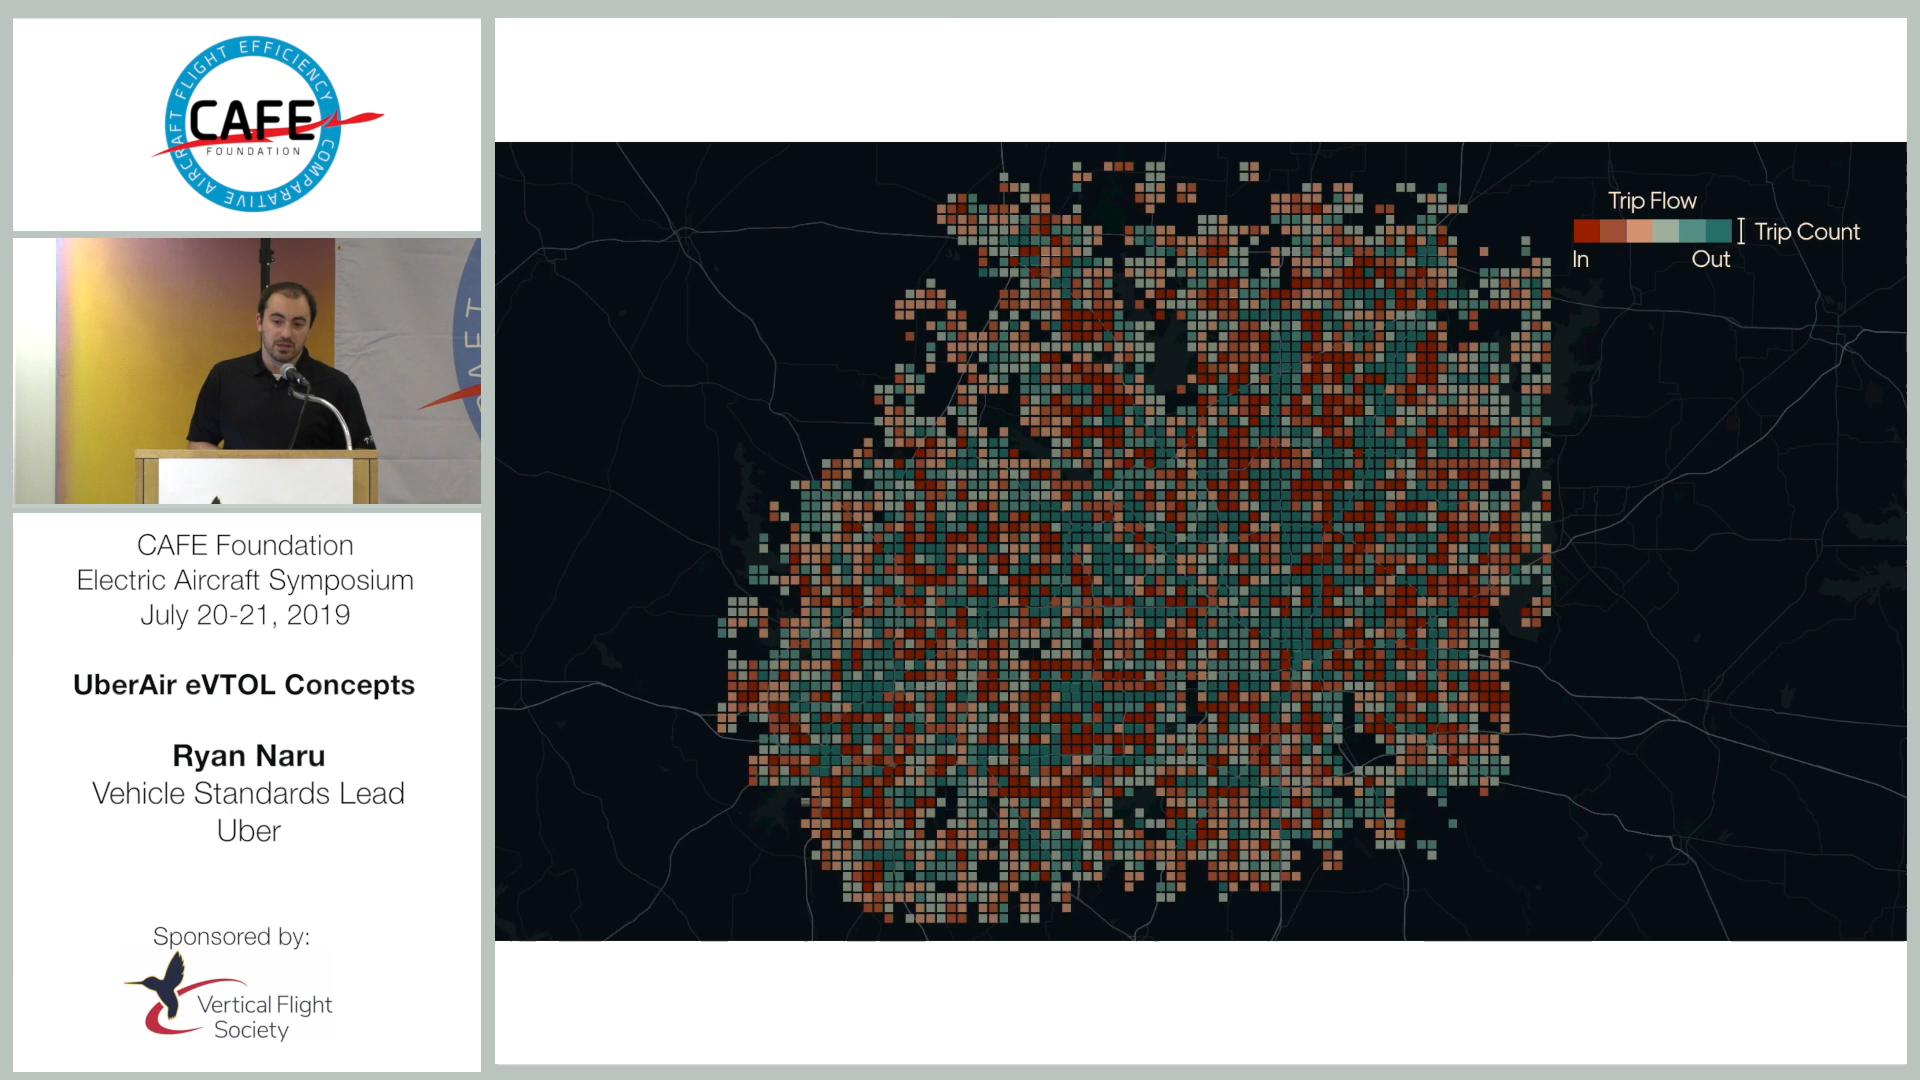 COMPARATIVE AIRCRAFT FLIGHT EFFICIENCY
CAFE
FOUNDATION
CAFE Foundation
Electric Aircraft Symposium
July 20-21, 2019
UberAir eVTOL Concepts
Ryan Naru
Vehicle Standards Lead
Uber
Sponsored by:
Vertical Flight
Society
Trip Flow
Trip Count
In
Out